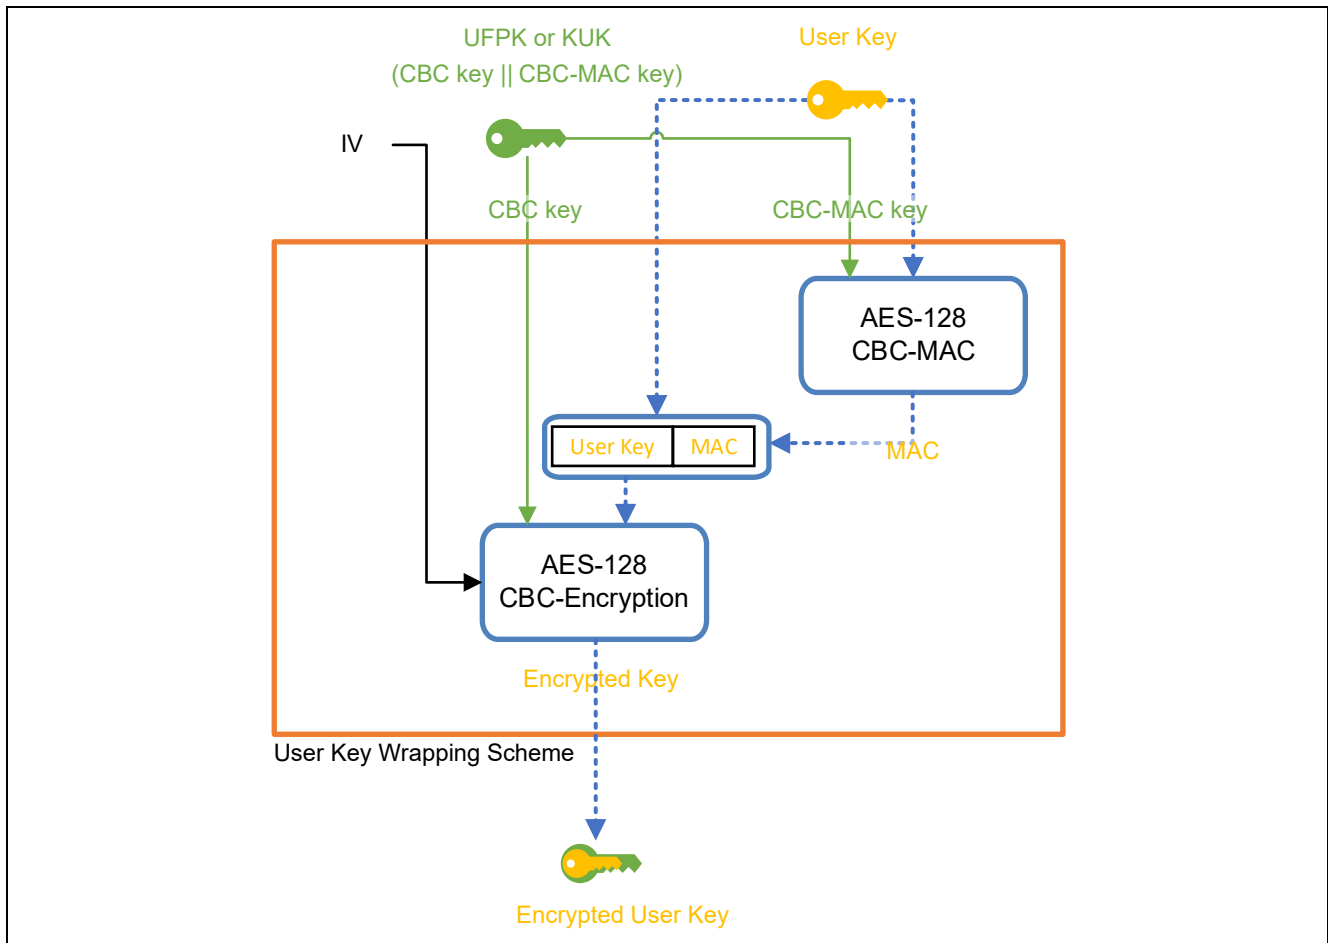 UFPK or KUK
(CBC key || CBC-MAC key)
User Key
IV
CBC key
CBC-MAC key
AES-128
CBC-MAC
User Key
MAC
MAC
AES-128
CBC-Encryption
Encrypted Key
User Key Wrapping Scheme
Encrypted User Key